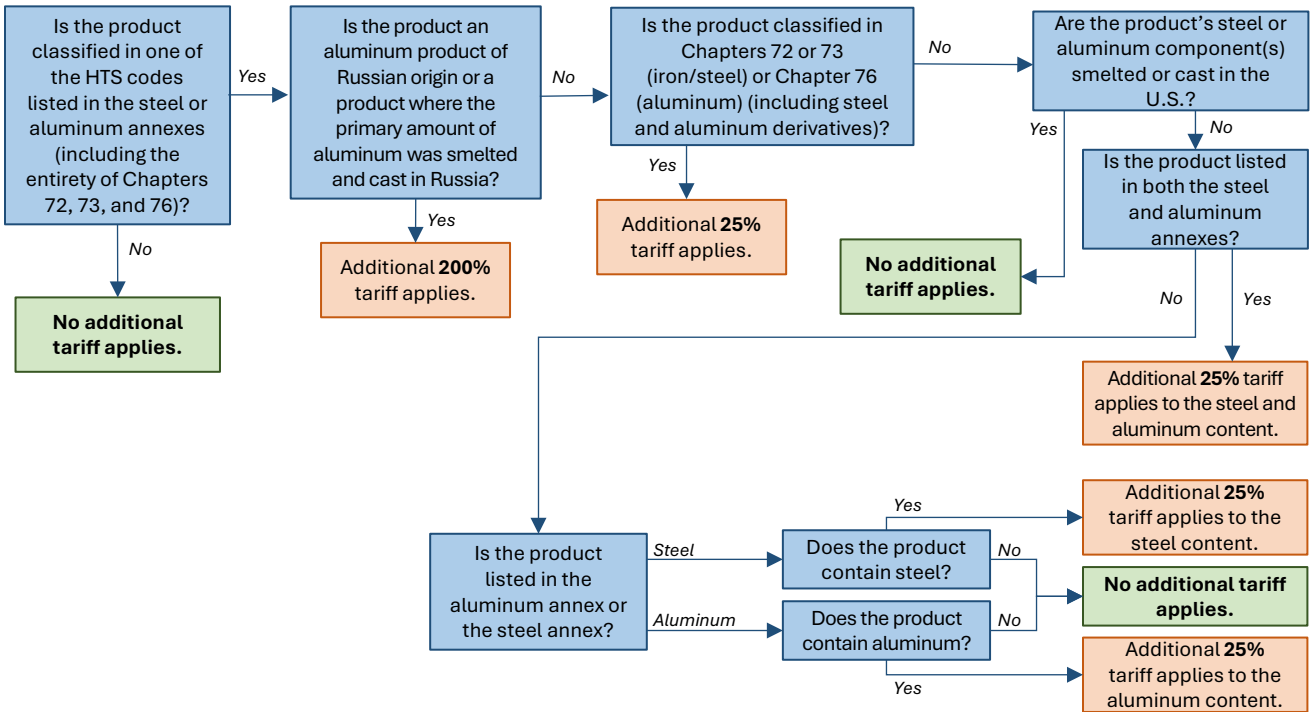 Is the product
classified in one of
the HTS codes
listed in the steel or
aluminum annexes
(including the
entirety of Chapters
72, 73, and 76)?
Yes
No
No additional
tariff applies.
Is the product an
aluminum product of
Russian origin or a
product where the
primary amount of
aluminum was smelted
and cast in Russia?
No
Yes
Additional 200%
tariff applies.
Is the product classified in
Chapters 72 or 73
(iron/steel) or Chapter 76
(aluminum) (including steel
and aluminum derivatives)?
No
Yes
Additional 25%
tariff applies.
Are the product's steel or
aluminum component(s)
smelted or cast in the
U.S.?
Yes
No
No additional
tariff applies.
Is the product listed
in both the steel
and aluminum
annexes?
No
Yes
Additional 25% tariff
applies to the steel and
aluminum content.
Is the product
listed in the
aluminum annex or
the steel annex?
Steel
Aluminum
Does the product
contain steel?
Yes
No
Additional 25%
tariff applies to the
steel content.
Does the product
contain aluminum?
No
Yes
No additional tariff
applies.
Additional 25%
tariff applies to the
aluminum content.